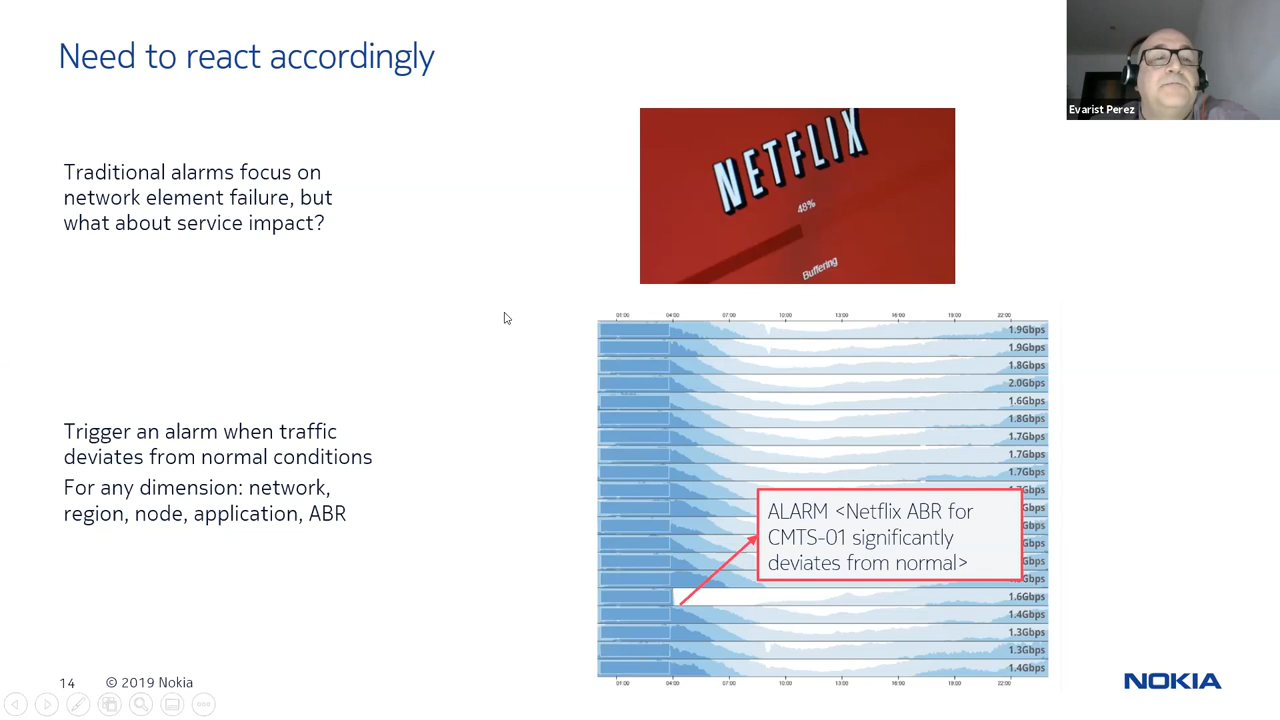 Need to react accordingly
Evarist Perez
Traditional alarms focus on
network element failure, but
what about service impact?
NETFLIX
48%
Buffering
01:00 04:00 07:00 10:00 13:00 16:00 19:00 22:00
1.9Gbps
1.9Gbps
1.8Gbps
2.0Gbps
1.6Gbps
1.8Gbps
1.7Gbps
1.7Gbps
1.7Gbps
Trigger an alarm when traffic
deviates from normal conditions
For any dimension: network,
region, node, application, ABR
ALARM <Netflix ABR for
CMTS-01 significantly
deviates from normal>
1.6Gbps
1.4Gbps
1.3Gbps
1.3Gbps
1.4Gbps
01:00 04:00 07:00 10:00 13:00 16:00 19:00 22:00
14 © 2019 Nokia
NOKIA